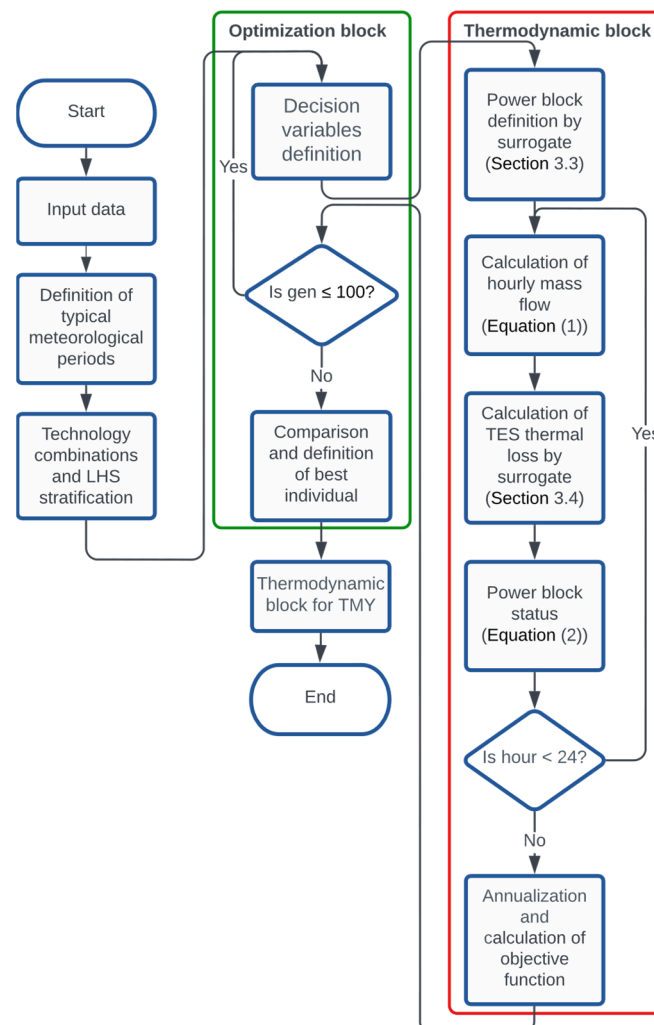 Start
Input data
Definition of
typical
meteorological
periods
Technology
combinations
and LHS
stratification
Optimization block
Decision
variables
definition
Yes
Is gen ≤ 100?
No
Comparison
and definition
of best
individual
Thermodynamic
block for TMY
End
Thermodynamic block
Power block
definition by
surrogate
(Section 3.3)
Calculation of
hourly mass
flow
(Equation (1))
Calculation of
TES thermal
loss by
surrogate
(Section 3.4)
Yes
Power block
status
(Equation (2))
Is hour < 24?
No
Annualization
and
calculation of
objective
function